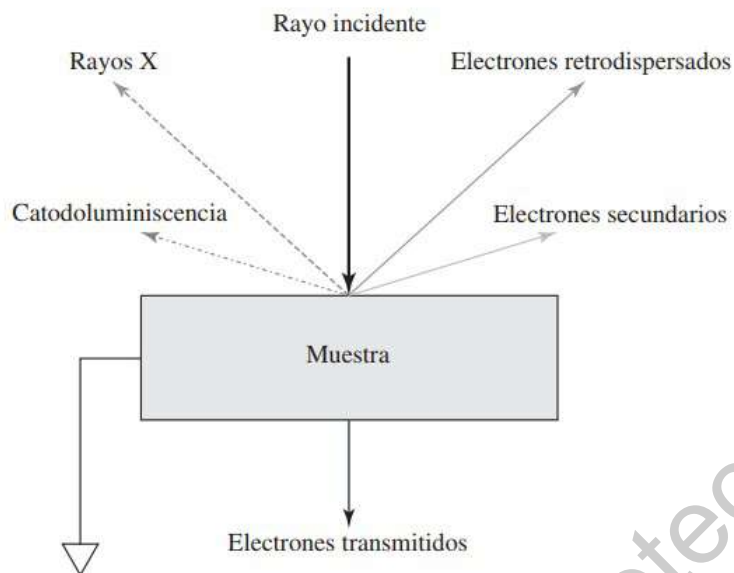 Rayo incidente
Rayos X
Electrones retrodispersados
Catodoluminiscencia
Electrones secundarios
Muestra
Electrones transmitidos